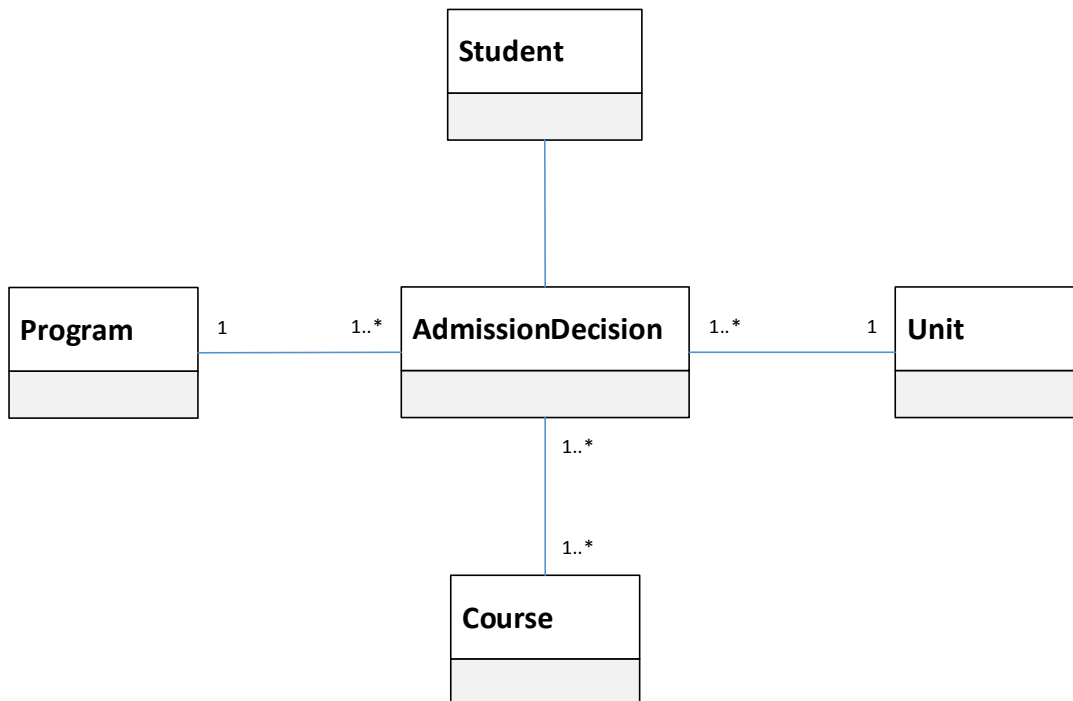 Student
Program
1
1..*
AdmissionDecision
1..*
1
Unit
1..*
1..*
Course